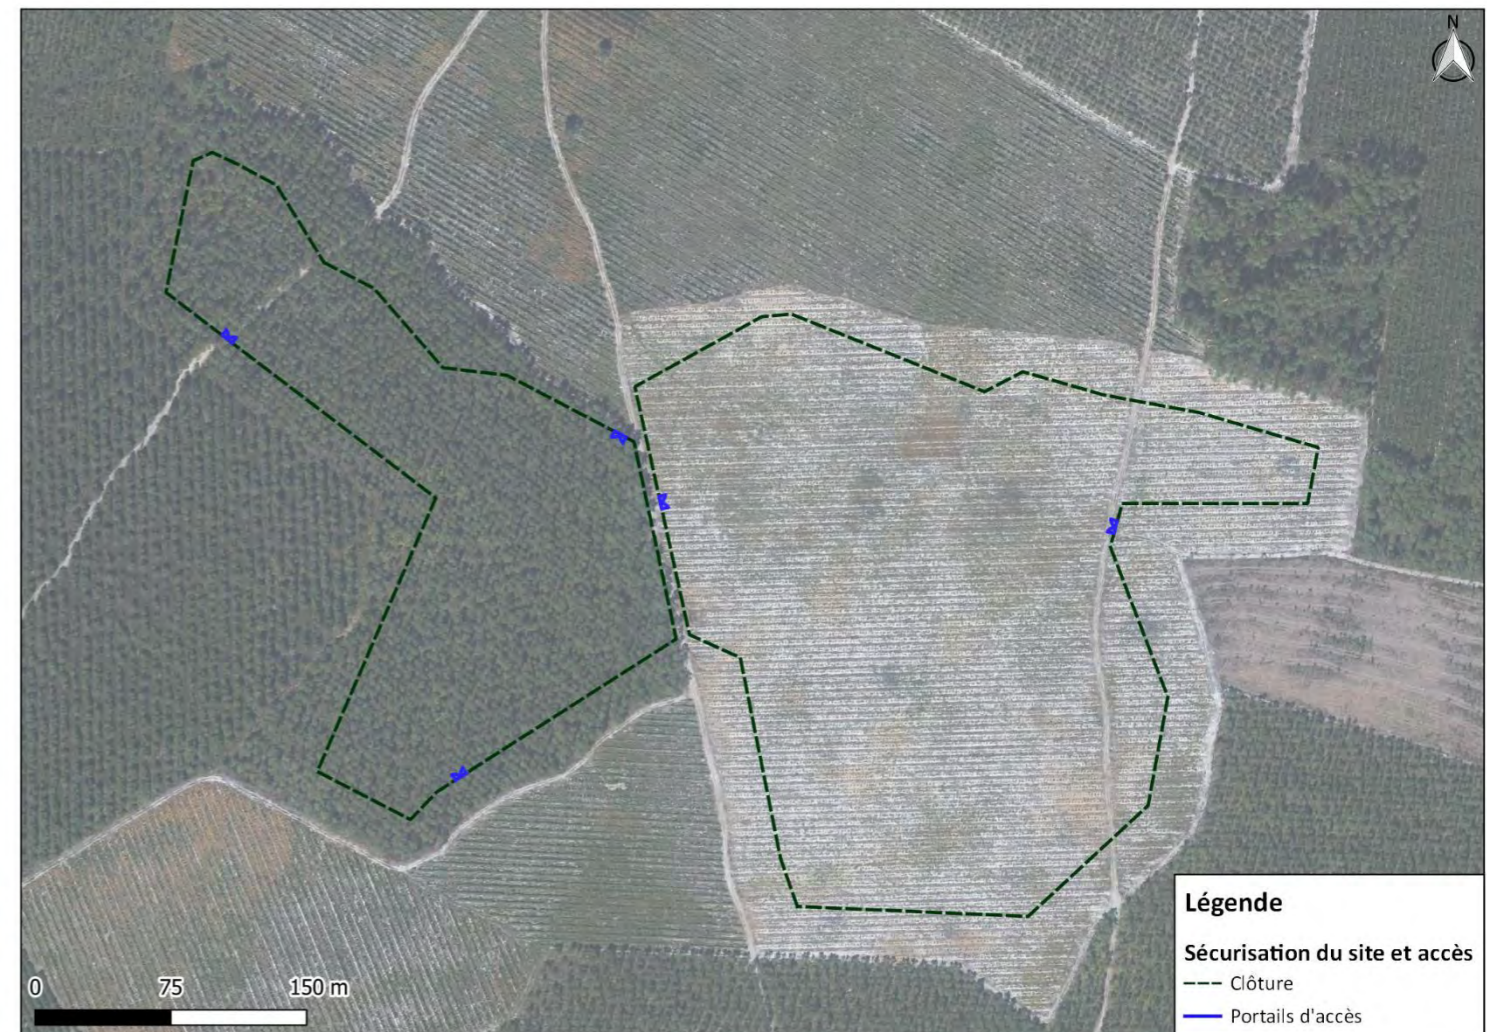 N
0 75 150 m
Légende
Sécurisation du site et accès
Clôture
Portails d'accès